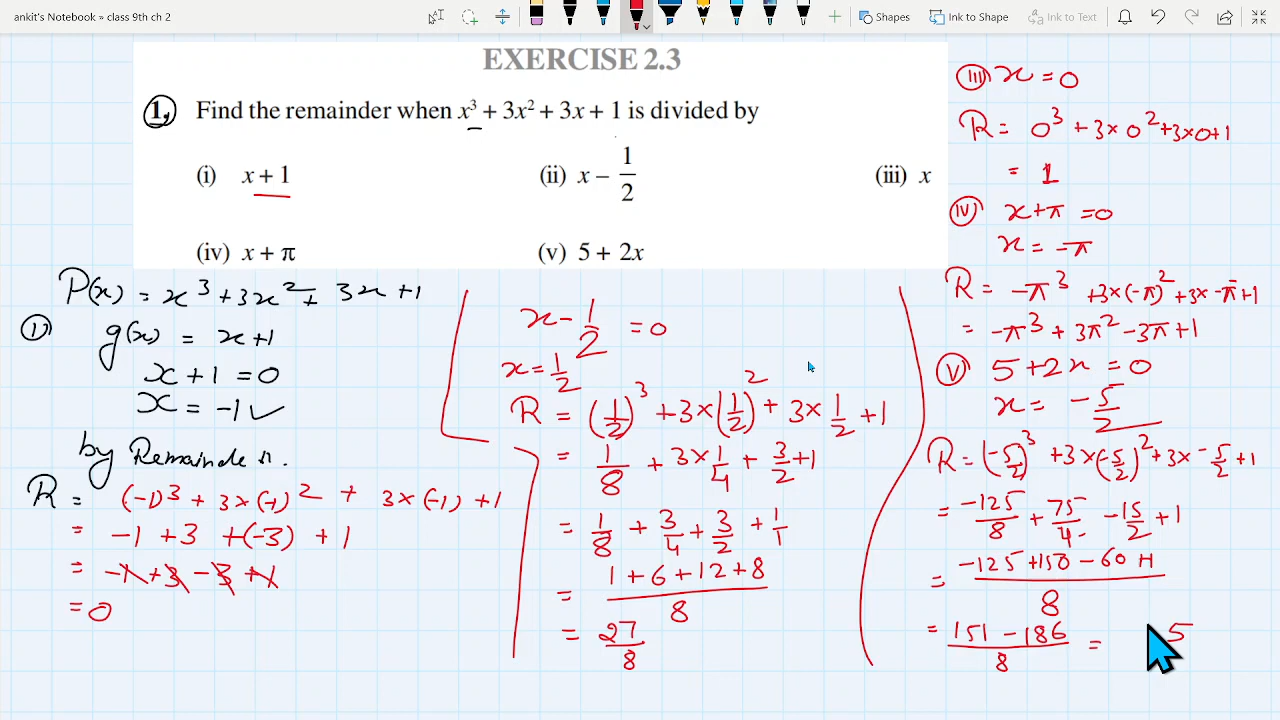 ankis Notebook class 9th ch 2
Shapes Ink to Shape Ink to Text
EXERCISE 2.3
1. Find the remainder when x³ + 3x² + 3x + 1 is divided by
(i) x + 1 (ii) x – 1/2 (iii) x
(iv) x + π (v) 5 + 2x
P(x) = x³ + 3x² + 3x + 1
(i) g(x) = x+1
x + 1 = 0
x = -1 ✓
by Remainde r.
R = (-1)³ + 3×(-1)² + 3×(-1) + 1
= -1 + 3 +(-3) + 1
= -1 + 3 - 3 + 1
= 0
x - 1/2 = 0
x = 1/2
R = (1/2)³ + 3×(1/2)² + 3×1/2 + 1
= 1/8 + 3×1/4 + 3/2 + 1
= 1/8 + 3/4 + 3/2 + 1/1
= 1 + 6 + 12 + 8 / 8
= 27/8
(III) x = 0
R = 0³ + 3×0² + 3×0+1
= 1
(IV) x+π = 0
x = -π
R = -π³ + 3×(-π)² + 3× -π + 1
= -π³ + 3π² - 3π + 1
(V) 5 + 2x = 0
x = -5/2
R = (-5/2)³ + 3×(-5/2)² + 3× -5/2 + 1
= -125/8 + 75/4 - 15/2 + 1
= -125 + 150 - 60 + 1 / 8
= 151 - 186 / 8 = 5